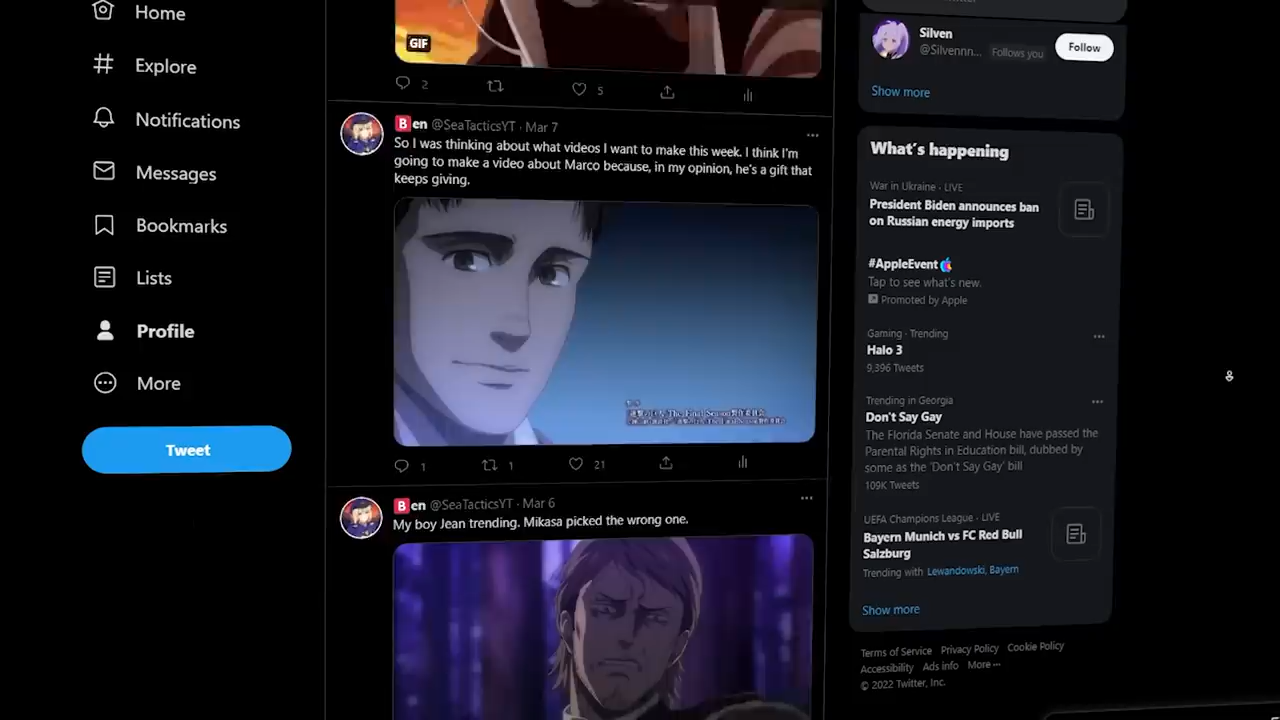 Home
Explore
Notifications
Messages
Bookmarks
Lists
Profile
More
Tweet
GIF
2
5
Ben @SeaTacticsYT · Mar 7
So I was thinking about what videos I want to make this week. I think I'm
going to make a video about Marco because, in my opinion, he's a gift that
keeps giving.
The Final Season
1
1
21
Ben @SeaTacticsYT · Mar 6
My boy Jean trending. Mikasa picked the wrong one.
Silven
@Silvennn... Follows you
Follow
Show more
What's happening
War in Ukraine · LIVE
President Biden announces ban
on Russian energy imports
#AppleEvent
Tap to see what's new.
Promoted by Apple
Gaming · Trending
Halo 3
9,396 Tweets
Trending in Georgia
Don't Say Gay
The Florida Senate and House have passed the
Parental Rights in Education bill, dubbed by
some as the 'Don't Say Gay' bill
109K Tweets
UEFA Champions League · LIVE
Bayern Munich vs FC Red Bull
Salzburg
Trending with Lewandowski, Bayern
Show more
Terms of Service Privacy Policy Cookie Policy
Accessibility Ads info More ···
© 2022 Twitter, Inc.